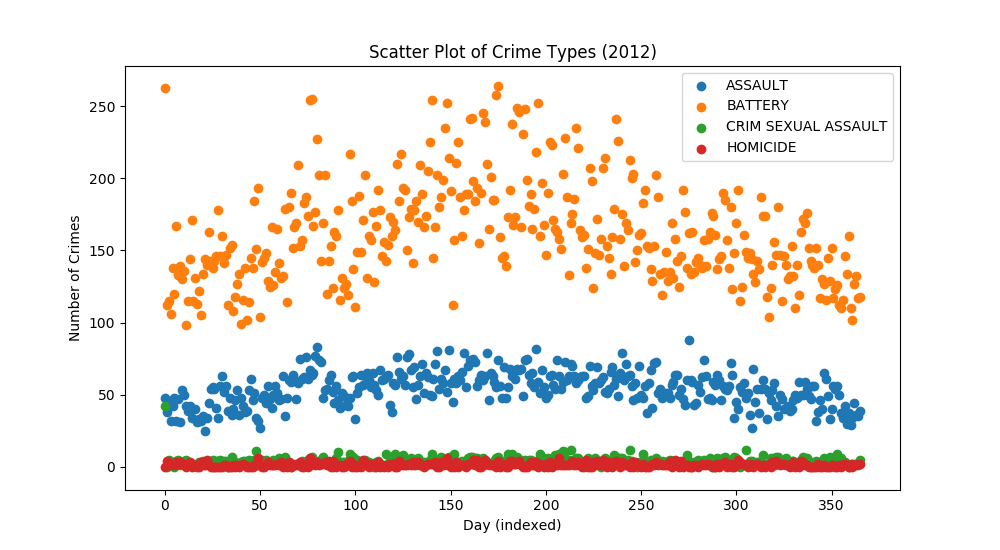 Scatter Plot of Crime Types (2012)
ASSAULT
BATTERY
CRIM SEXUAL ASSAULT
HOMICIDE
Number of Crimes
250
200
150
100
50
0
0 50 100 150 200 250 300 350
Day (indexed)